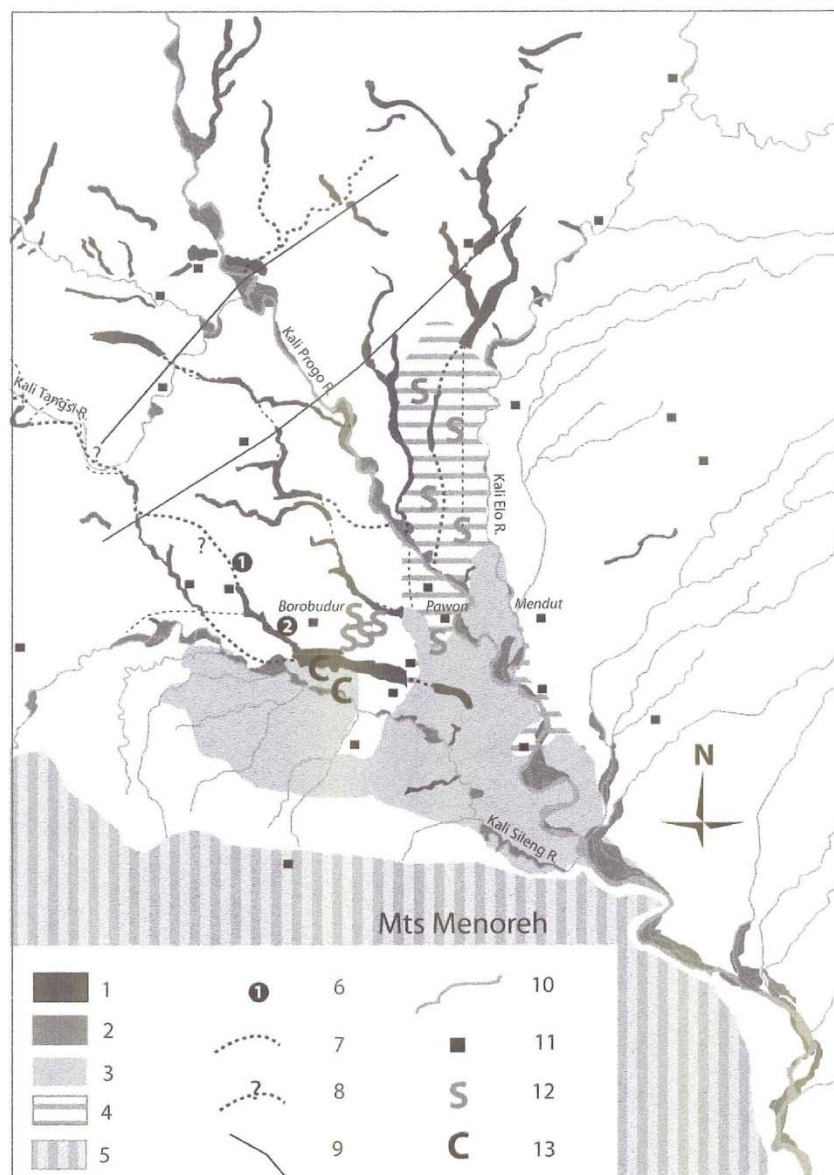 Kali Progo R.
Kali Tangsi R.
?
S
S
Kali Elo R.
S
S
?
1
Borobudur
Pawon
Mendut
2
S
S
S
S
S
C
C
N
Kali Sileng R.
Mts Menoreh
1
1
6
10
2
7
11
3
?
8
S
12
4
9
C
13
5